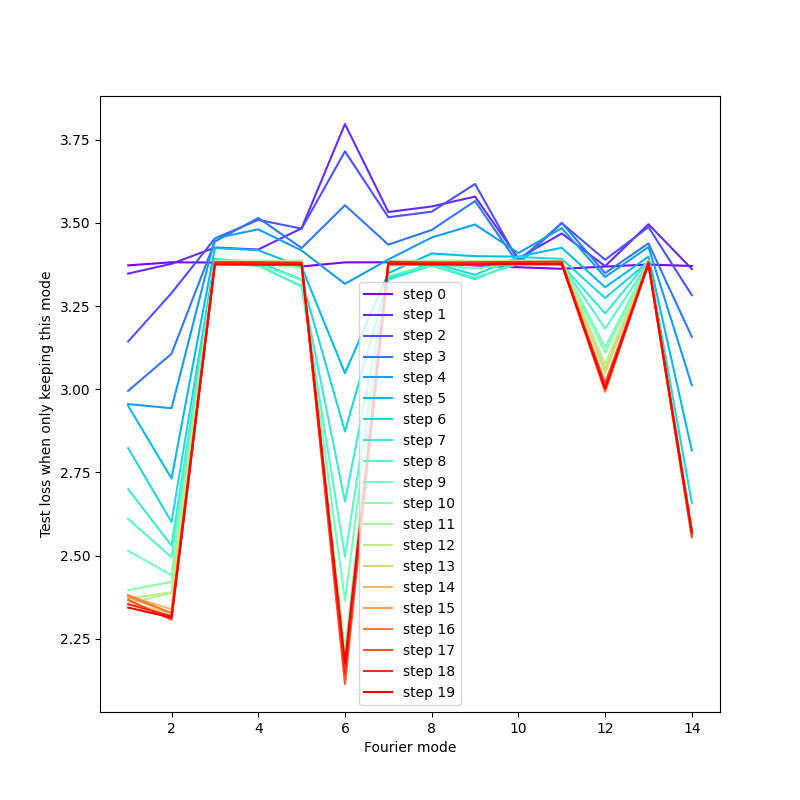 3.75
3.50
3.25
3.00
2.75
2.50
2.25
Test loss when only keeping this mode
step 0
step 1
step 2
step 3
step 4
step 5
step 6
step 7
step 8
step 9
step 10
step 11
step 12
step 13
step 14
step 15
step 16
step 17
step 18
step 19
2 4 6 8 10 12 14
Fourier mode